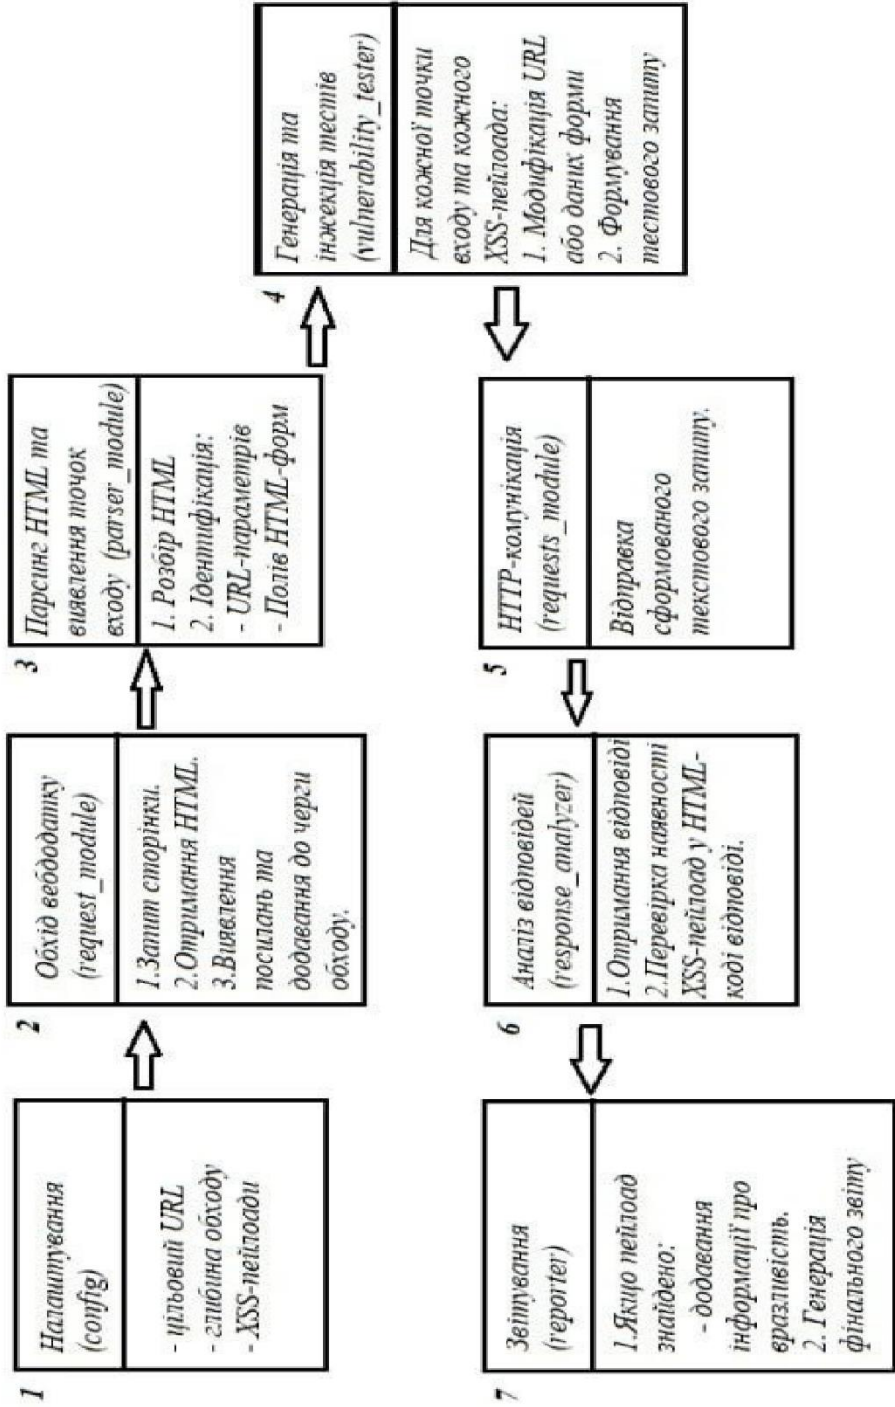 1
Налаштування
(config)
- цільовий URL
- глибина обходу
- XSS-пейлоади
2
Обхід вебдодатку
(request_module)
1.Запит сторінки.
2.Отримання HTML.
3.Виявлення
посилань та
додавання до черги
обходу.
3
Парсинг HTML та
виявлення точок
входу (parser_module)
1. Розбір HTML
2. Ідентифікація:
- URL-параметрів
- Полів HTML-форм
4
Генерація та
інжекція тестів
(vulnerability_tester)
Для кожної точки
входу та кожного
XSS-пейлоада:
1. Модифікація URL
або даних форми
2. Формування
тестового запиту
5
HTTP-комунікація
(requests_module)
Відправка
сформованого
текстового запиту.
6
Аналіз відповідей
(response_analyzer)
1.Отримання відповіді
2.Перевірка наявності
XSS-пейлоад у HTML-
коді відповіді.
7
Звітування
(reporter)
1.Якщо пейлоад
знайдено:
- додавання
інформації про
вразливість.
2. Генерація
фінального звіту